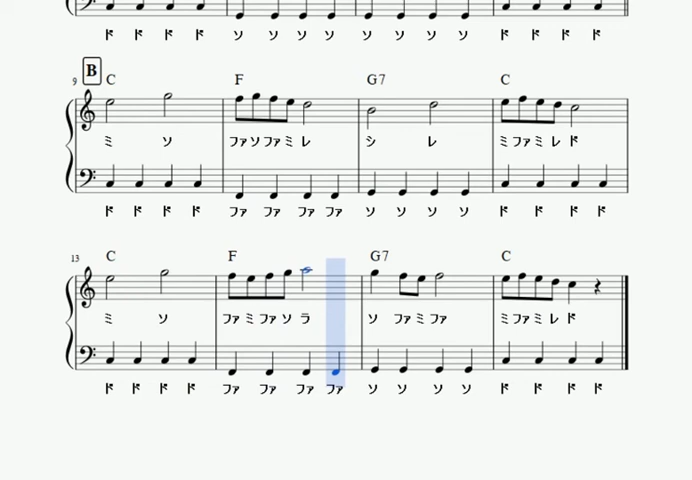 ド ド ド ド ソ ソ ソ ソ ソ ソ ソ ソ ド ド ド ド
B
9 C F G7 C
ミ ソ ファソファミ レ シ レ ミファミ レ ド
ド ド ド ド ファ ファ ファ ファ ソ ソ ソ ソ ド ド ド ド
13 C F G7 C
ミ ソ ファミファソ ラ ソ ファミファ ミファミ レ ド
ド ド ド ド ファ ファ ファ ファ ソ ソ ソ ソ ド ド ド ド